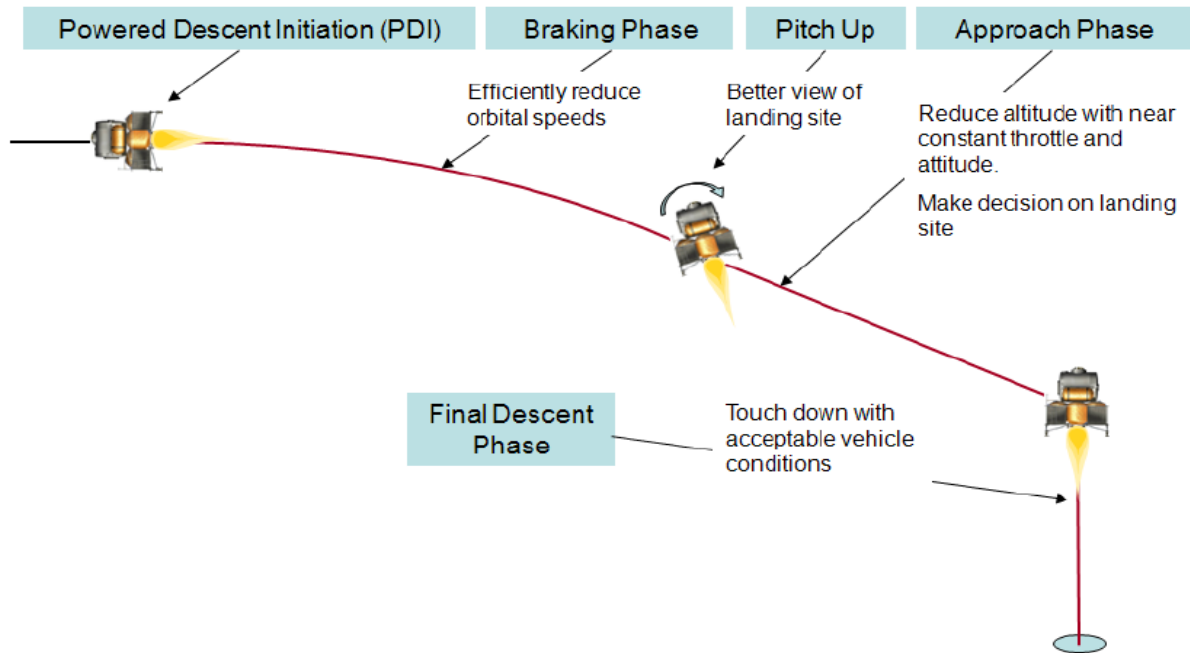 Powered Descent Initiation (PDI)
Braking Phase
Pitch Up
Approach Phase
Efficiently reduce
orbital speeds
Better view of
landing site
Reduce altitude with near
constant throttle and
attitude.
Make decision on landing
site
Final Descent
Phase
Touch down with
acceptable vehicle
conditions